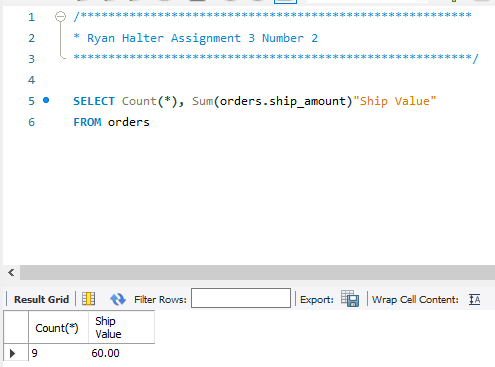 1 /********************************************************
2 * Ryan Halter Assignment 3 Number 2
3 *********************************************************/
4
5 SELECT Count(*), Sum(orders.ship_amount)"Ship Value"
6 FROM orders
Result Grid Filter Rows: Export: Wrap Cell Content: IA
Count(*) Ship Value
9 60.00